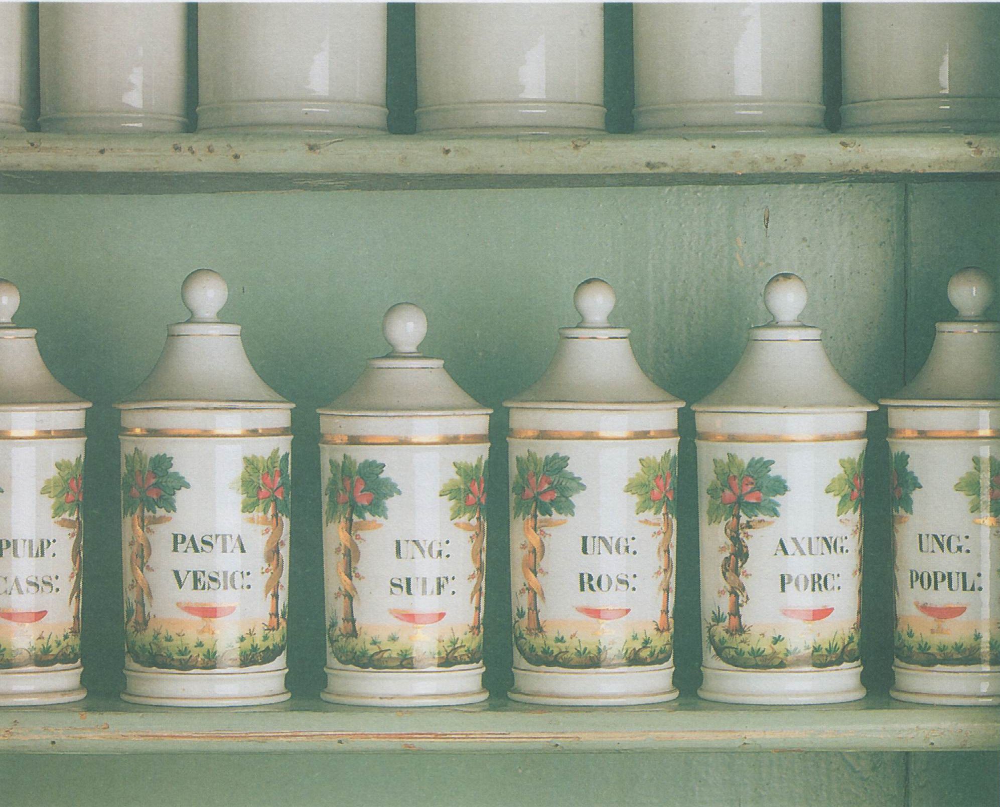 PULP:
CASS:
PASTA
VESIC:
UNG:
SULF:
UNG:
ROS:
AXUNG:
PORC:
UNG:
POPUL: